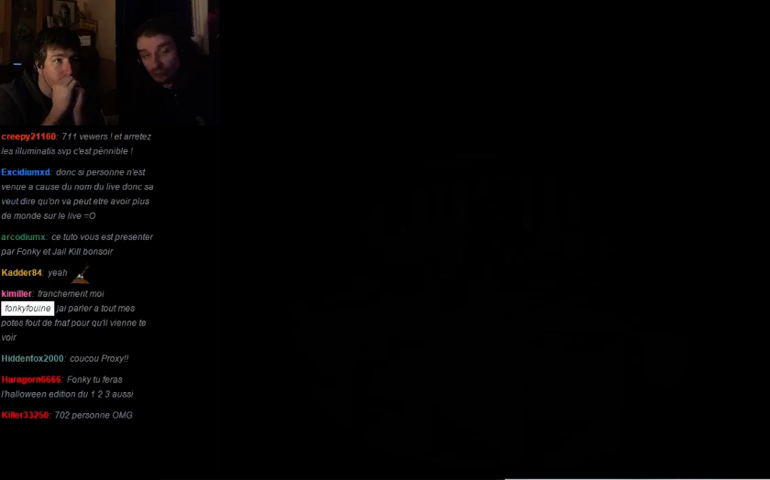 creepy21160: 711 vewers ! et arretez
les illuminatis svp c'est pénnible !
Excidiumxd: donc si personne n'est
venue a cause du nom du live donc sa
veut dire qu'on va peut etre avoir plus
de monde sur le live =O
arcodiumx: ce tuto vous est presenter
par Fonky et Jail Kill bonsoir
Kadder84: yeah
kimiller: franchement moi
fonkyfouine jai parler a tout mes
potes fout de fnaf pour qu'il vienne te
voir
Hiddenfox2000: coucou Proxy!!
Haragorn6666: Fonky tu feras
l'halloween edition du 1 2 3 aussi
Killer33250: 702 personne OMG